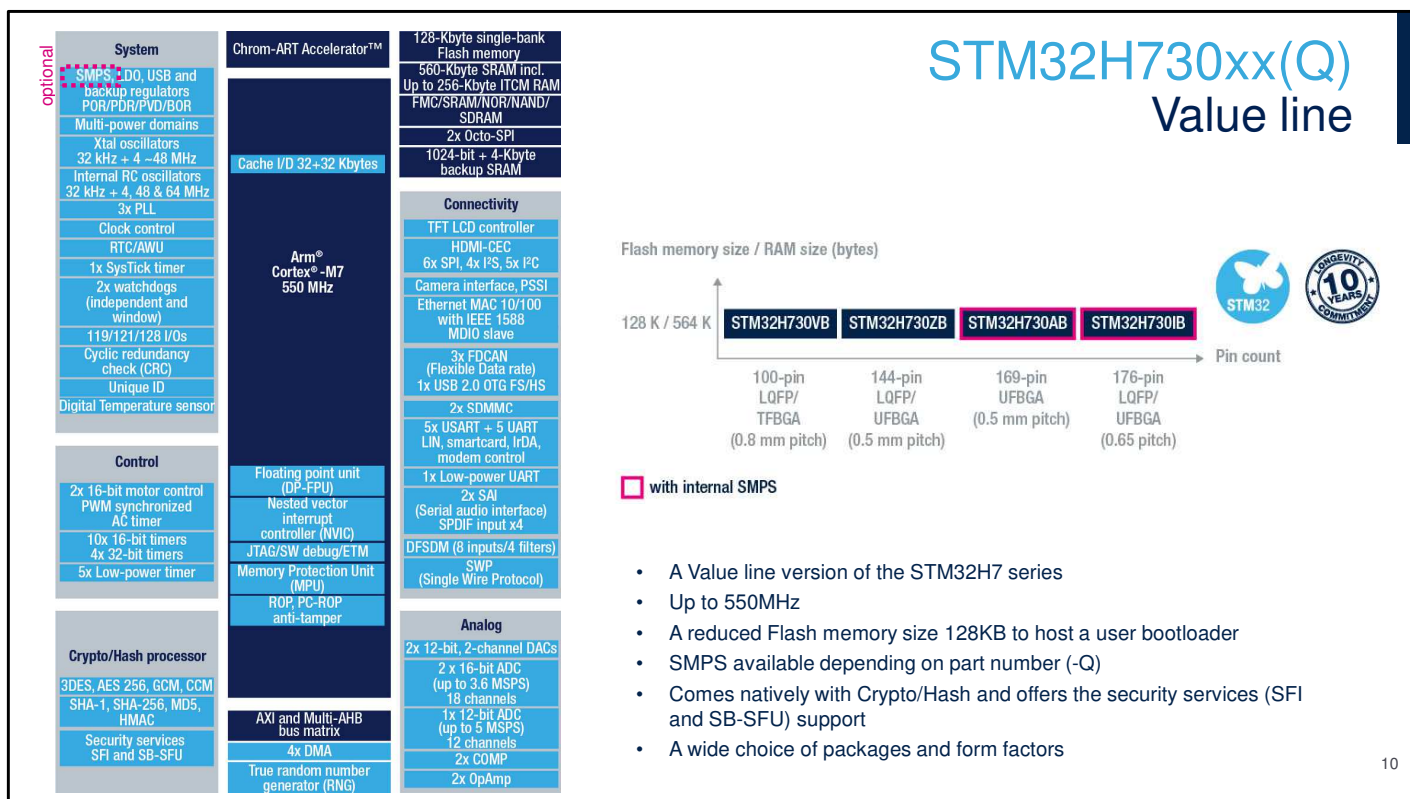 optional
System
SMPS, LDO, USB and
backup regulators
POR/PDR/PVD/BOR
Multi-power domains
Xtal oscillators
32 kHz + 4 ~48 MHz
Internal RC oscillators
32 kHz + 4, 48 & 64 MHz
3x PLL
Clock control
RTC/AWU
1x SysTick timer
2x watchdogs
(independent and
window)
119/121/128 I/Os
Cyclic redundancy
check (CRC)
Unique ID
Digital Temperature sensor
Control
2x 16-bit motor control
PWM synchronized
AC timer
10x 16-bit timers
4x 32-bit timers
5x Low-power timer
Crypto/Hash processor
3DES, AES 256, GCM, CCM
SHA-1, SHA-256, MD5,
HMAC
Security services
SFI and SB-SFU
Chrom-ART Accelerator™
Cache I/D 32+32 Kbytes
Arm®
Cortex® -M7
550 MHz
Floating point unit
(DP-FPU)
Nested vector
interrupt
controller (NVIC)
JTAG/SW debug/ETM
Memory Protection Unit
(MPU)
ROP, PC-ROP
anti-tamper
AXI and Multi-AHB
bus matrix
4x DMA
True random number
generator (RNG)
128-Kbyte single-bank
Flash memory
560-Kbyte SRAM incl.
Up to 256-Kbyte ITCM RAM
FMC/SRAM/NOR/NAND/
SDRAM
2x Octo-SPI
1024-bit + 4-Kbyte
backup SRAM
Connectivity
TFT LCD controller
HDMI-CEC
6x SPI, 4x I²S, 5x I²C
Camera interface, PSSI
Ethernet MAC 10/100
with IEEE 1588
MDIO slave
3x FDCAN
(Flexible Data rate)
1x USB 2.0 OTG FS/HS
2x SDMMC
5x USART + 5 UART
LIN, smartcard, IrDA,
modem control
1x Low-power UART
2x SAI
(Serial audio interface)
SPDIF input x4
DFSDM (8 inputs/4 filters)
SWP
(Single Wire Protocol)
Analog
2x 12-bit, 2-channel DACs
2 x 16-bit ADC
(up to 3.6 MSPS)
18 channels
1x 12-bit ADC
(up to 5 MSPS)
12 channels
2x COMP
2x OpAmp
STM32H730xx(Q)
Value line
Flash memory size / RAM size (bytes)
128 K / 564 K
STM32H730VB
STM32H730ZB
STM32H730AB
STM32H730IB
Pin count
100-pin
LQFP/
TFBGA
(0.8 mm pitch)
144-pin
LQFP/
UFBGA
(0.5 mm pitch)
169-pin
UFBGA
(0.5 mm pitch)
176-pin
LQFP/
UFBGA
(0.65 pitch)
STM32
LONGEVITY
10
YEARS
COMMITMENT
with internal SMPS
• A Value line version of the STM32H7 series
• Up to 550MHz
• A reduced Flash memory size 128KB to host a user bootloader
• SMPS available depending on part number (-Q)
• Comes natively with Crypto/Hash and offers the security services (SFI
and SB-SFU) support
• A wide choice of packages and form factors
10